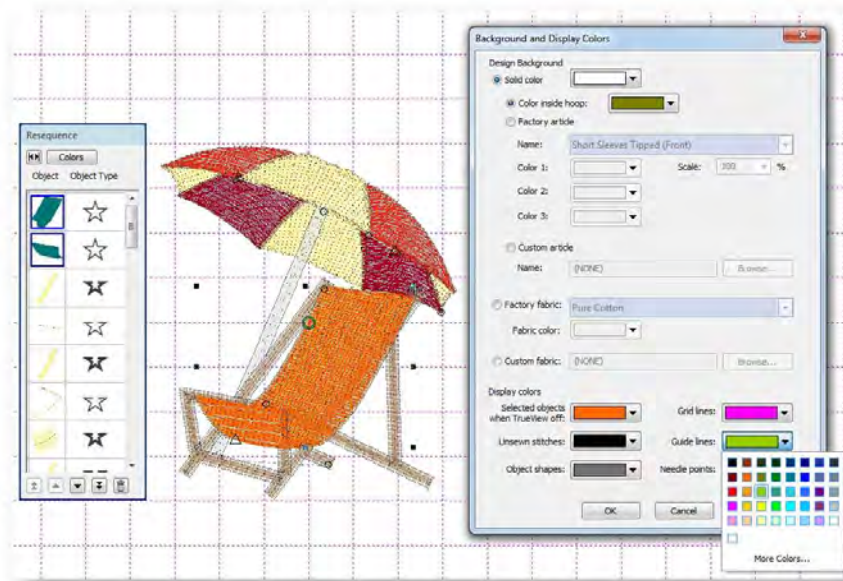 Background and Display Colors
Design Background
Solid color
Color inside hoop:
Factory article
Name: Short Sleeves Tipped (Front)
Color 1: Scale: 300 %
Color 2:
Color 3:
Custom article
Name: (NONE) Browse...
Factory fabric: Pure Cotton
Fabric color:
Custom fabric: (NONE) Browse...
Display colors
Selected objects
when TrueView off: Grid lines:
Unsewn stitches: Guide lines:
Object shapes: Needle points:
OK Cancel
More Colors...
Resequence
Colors
Object Object Type